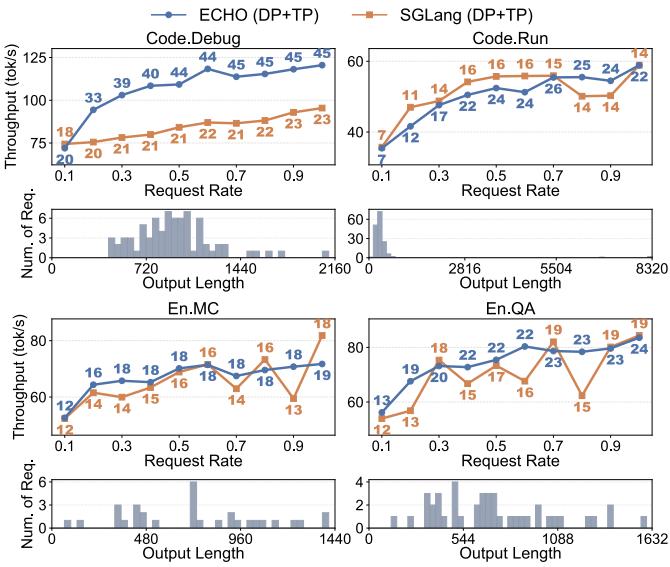 ECHO (DP+TP) SGLang (DP+TP)
Code.Debug Code.Run
Throughput (tok/s)
125
100
75
18 33 39 40 44 44 45 45 45 45
20 20 21 21 21 22 21 22 23 23
0.1 0.3 0.5 0.7 0.9
Request Rate
60
40
7 11 14 16 16 16 15 25 24 14
7 12 17 22 24 24 26 14 14 22
0.1 0.3 0.5 0.7 0.9
Request Rate
Num. of Req.
6
3
0
0 720 1440 2160
Output Length
60
30
0
0 2816 5504 8320
Output Length
En.MC En.QA
Throughput (tok/s)
80
60
12 16 18 18 18 16 18 16 18 18
12 14 14 15 16 18 14 18 13 19
0.1 0.3 0.5 0.7 0.9
Request Rate
80
60
13 19 18 22 22 22 19 23 19 19
12 13 20 15 17 16 23 15 23 24
0.1 0.3 0.5 0.7 0.9
Request Rate
Num. of Req.
6
3
0
0 480 960 1440
Output Length
4
2
0
0 544 1088 1632
Output Length